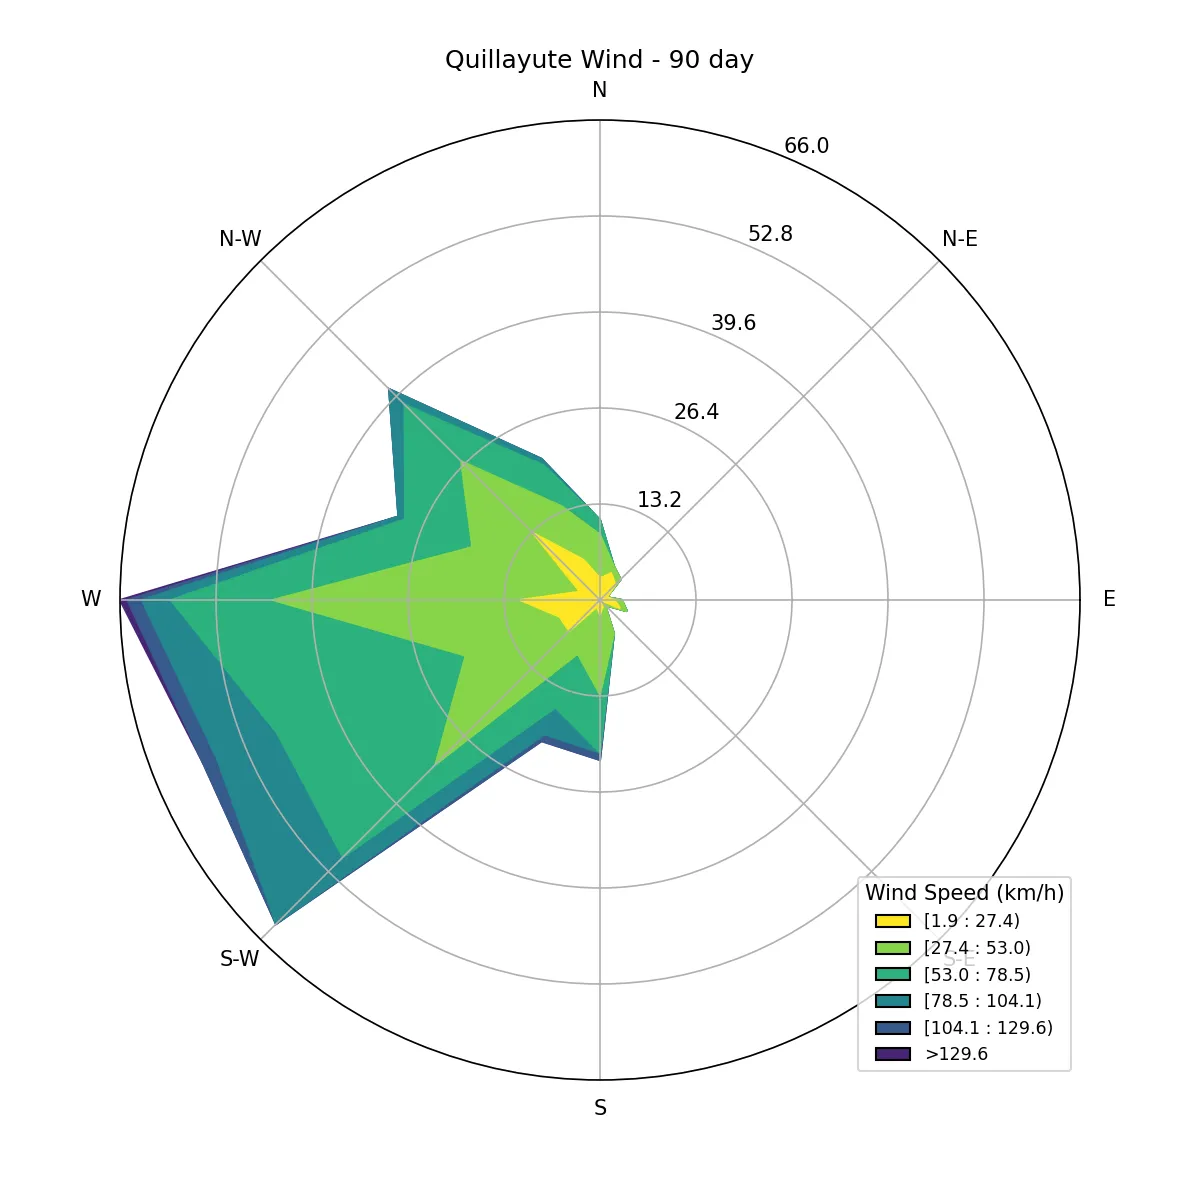 Quillayute Wind - 90 day
N
66.0
N-W
52.8
N-E
39.6
26.4
13.2
W
E
S-W
S-E
S
Wind Speed (km/h)
[1.9 : 27.4)
[27.4 : 53.0)
[53.0 : 78.5)
[78.5 : 104.1)
[104.1 : 129.6)
>129.6